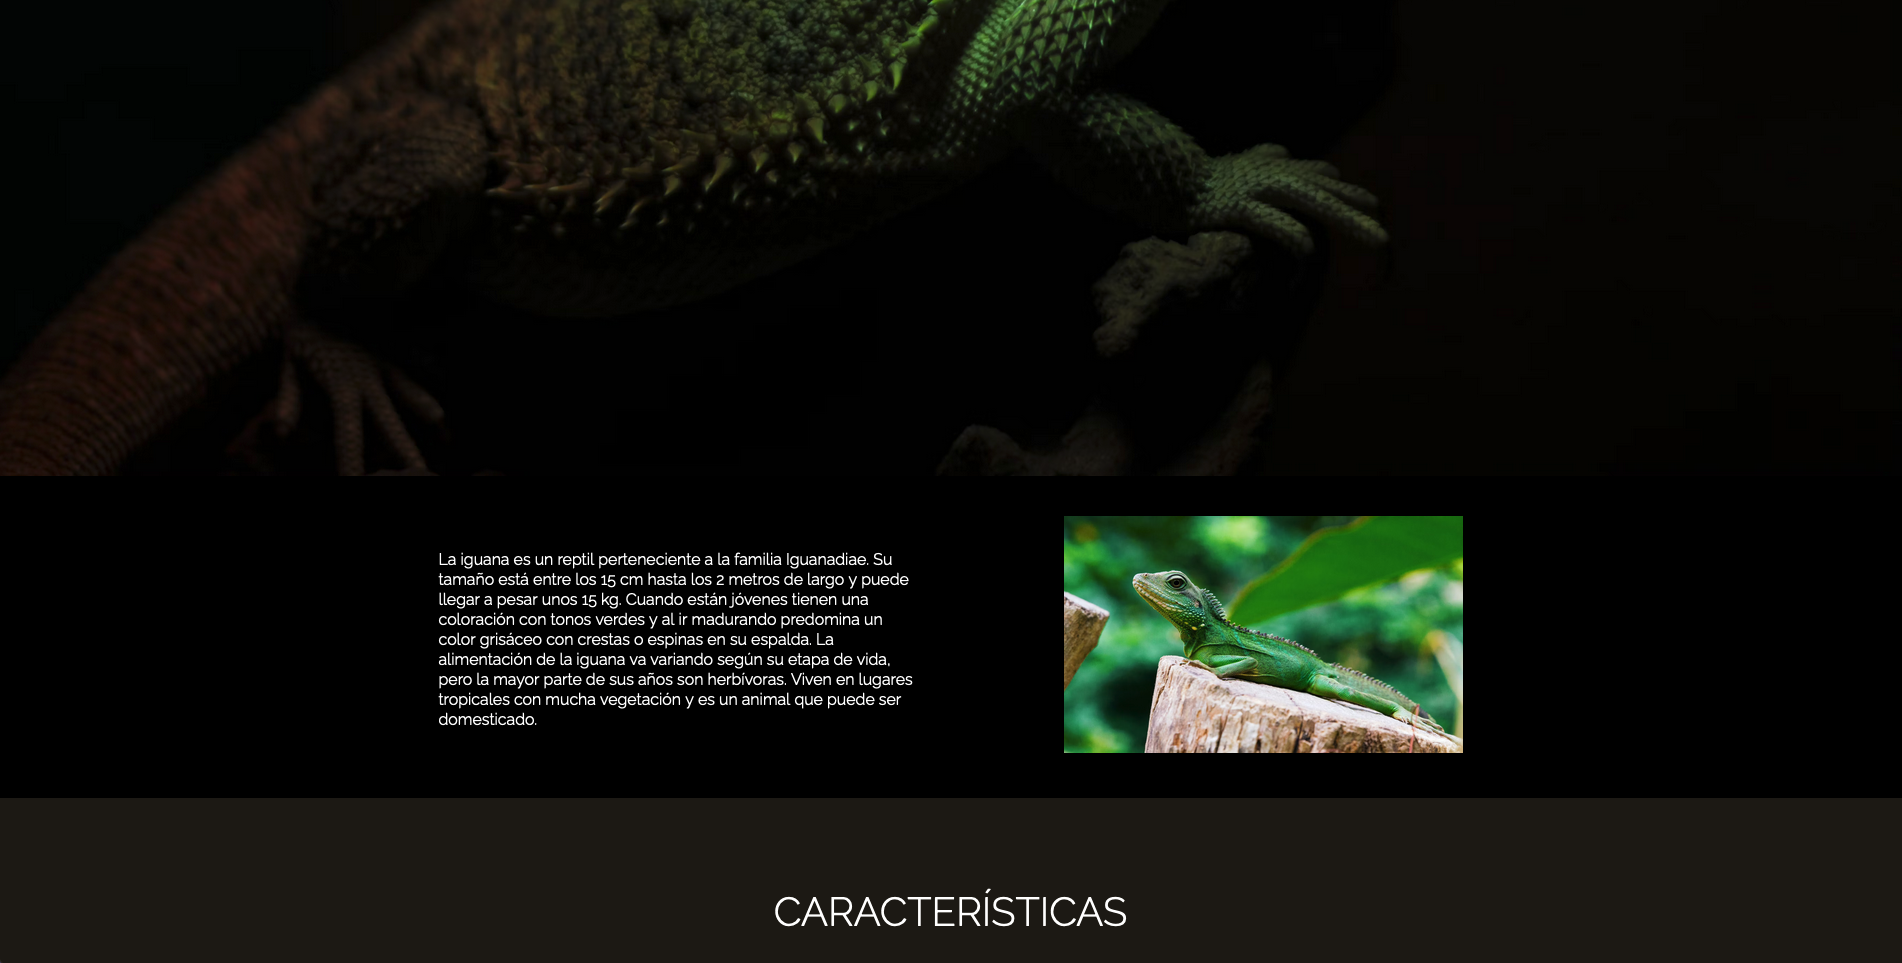 La iguana es un reptil perteneciente a la familia Iguanadiae. Su
tamaño está entre los 15 cm hasta los 2 metros de largo y puede
llegar a pesar unos 15 kg. Cuando están jóvenes tienen una
coloración con tonos verdes y al ir madurando predomina un
color grisáceo con crestas o espinas en su espalda. La
alimentación de la iguana va variando según su etapa de vida,
pero la mayor parte de sus años son herbívoras. Viven en lugares
tropicales con mucha vegetación y es un animal que puede ser
domesticado.
CARACTERÍSTICAS